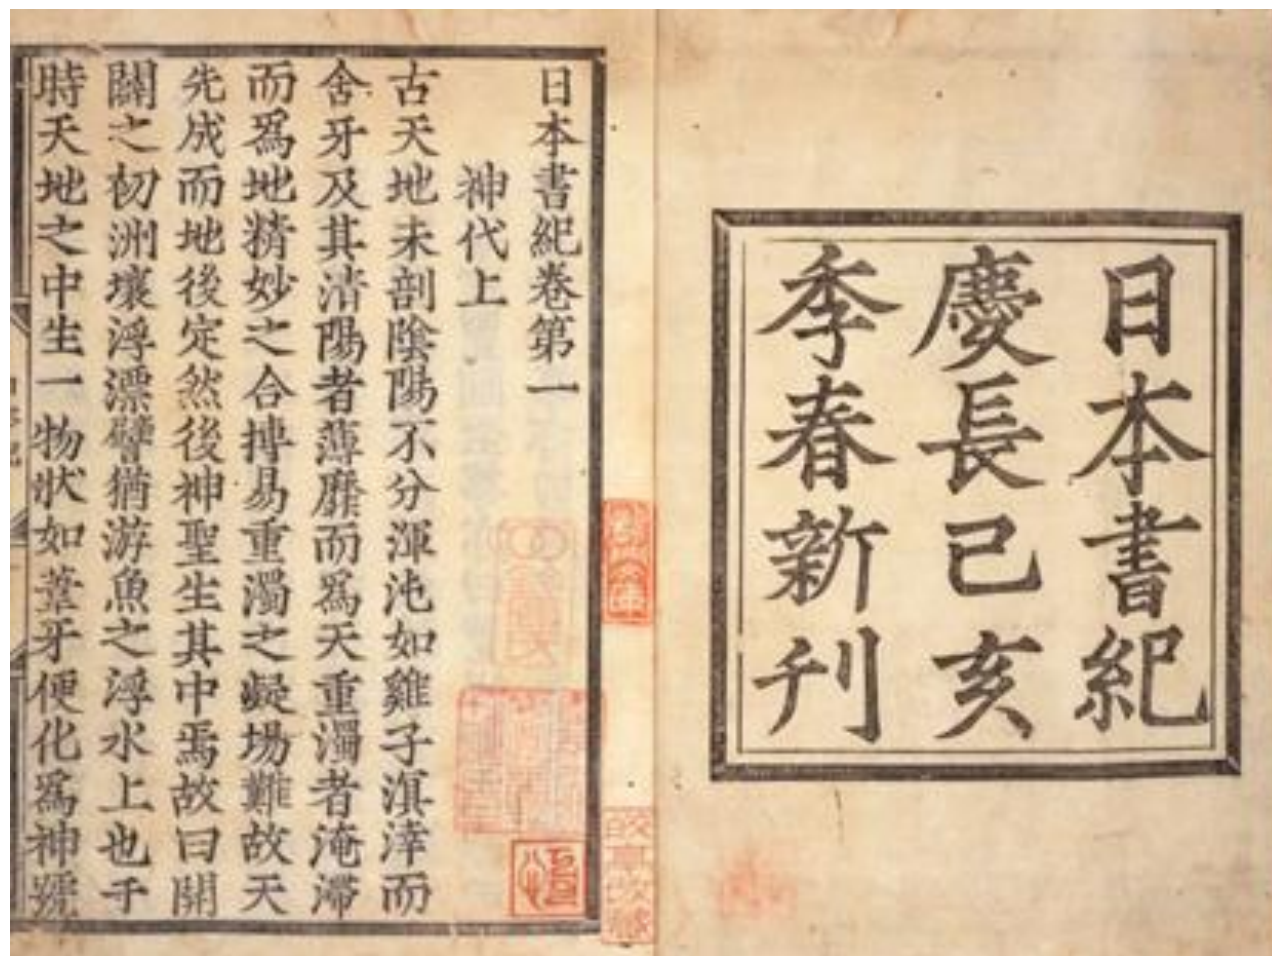 日本書紀
慶長己亥
季春新刊
日本書紀卷第一
神代上
古天地未剖陰陽不分渾沌如雞子溟涬而
含牙及其清陽者薄靡而爲天重濁者淹滯
而爲地精妙之合搏易重濁之凝場難故天
先成而地後定然後神聖生其中焉故曰開
闢之初洲壤浮漂譬猶游魚之浮水上也于
時天地之中生一物狀如葦牙便化爲神號